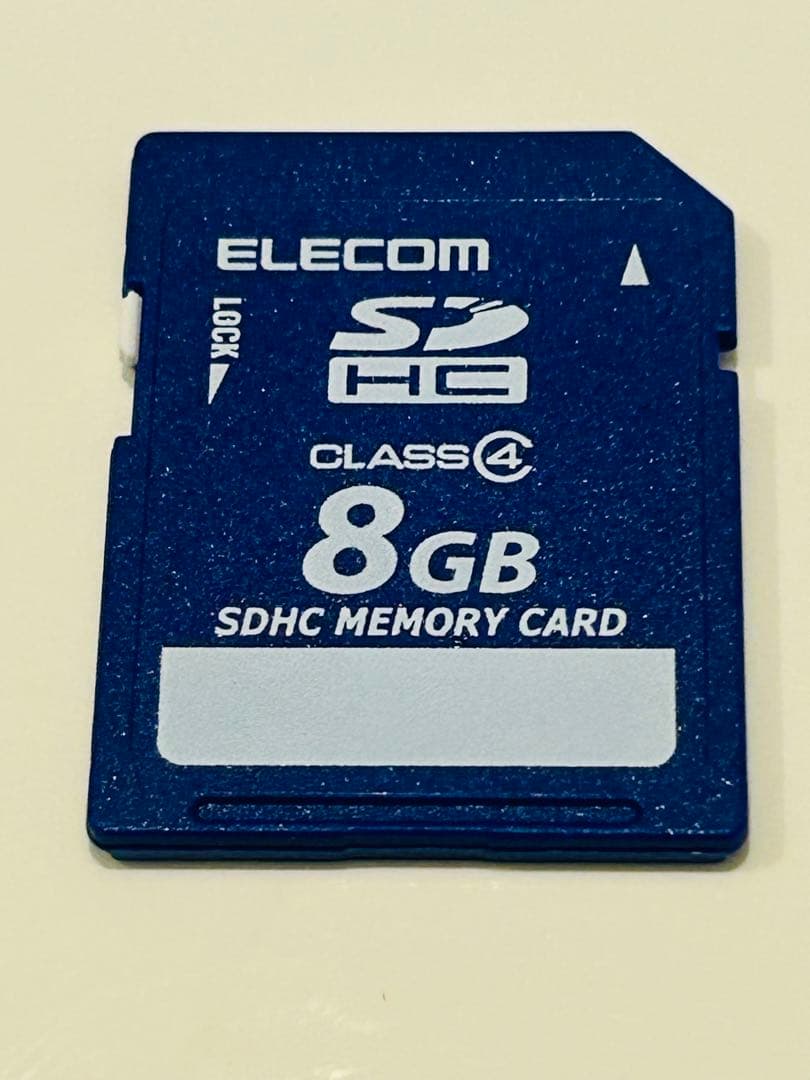 ELECOM
LOCK
SD
HC
CLASS④
8GB
SDHC MEMORY CARD